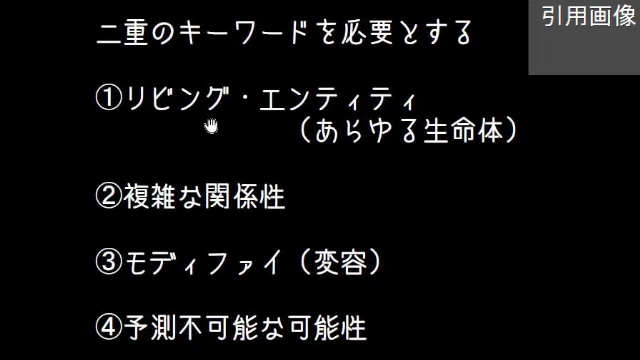 引用画像
二重のキーワードを必要とする
①リビング・エンティティ
（あらゆる生命体）
②複雑な関係性
③モディファイ（変容）
④予測不可能な可能性